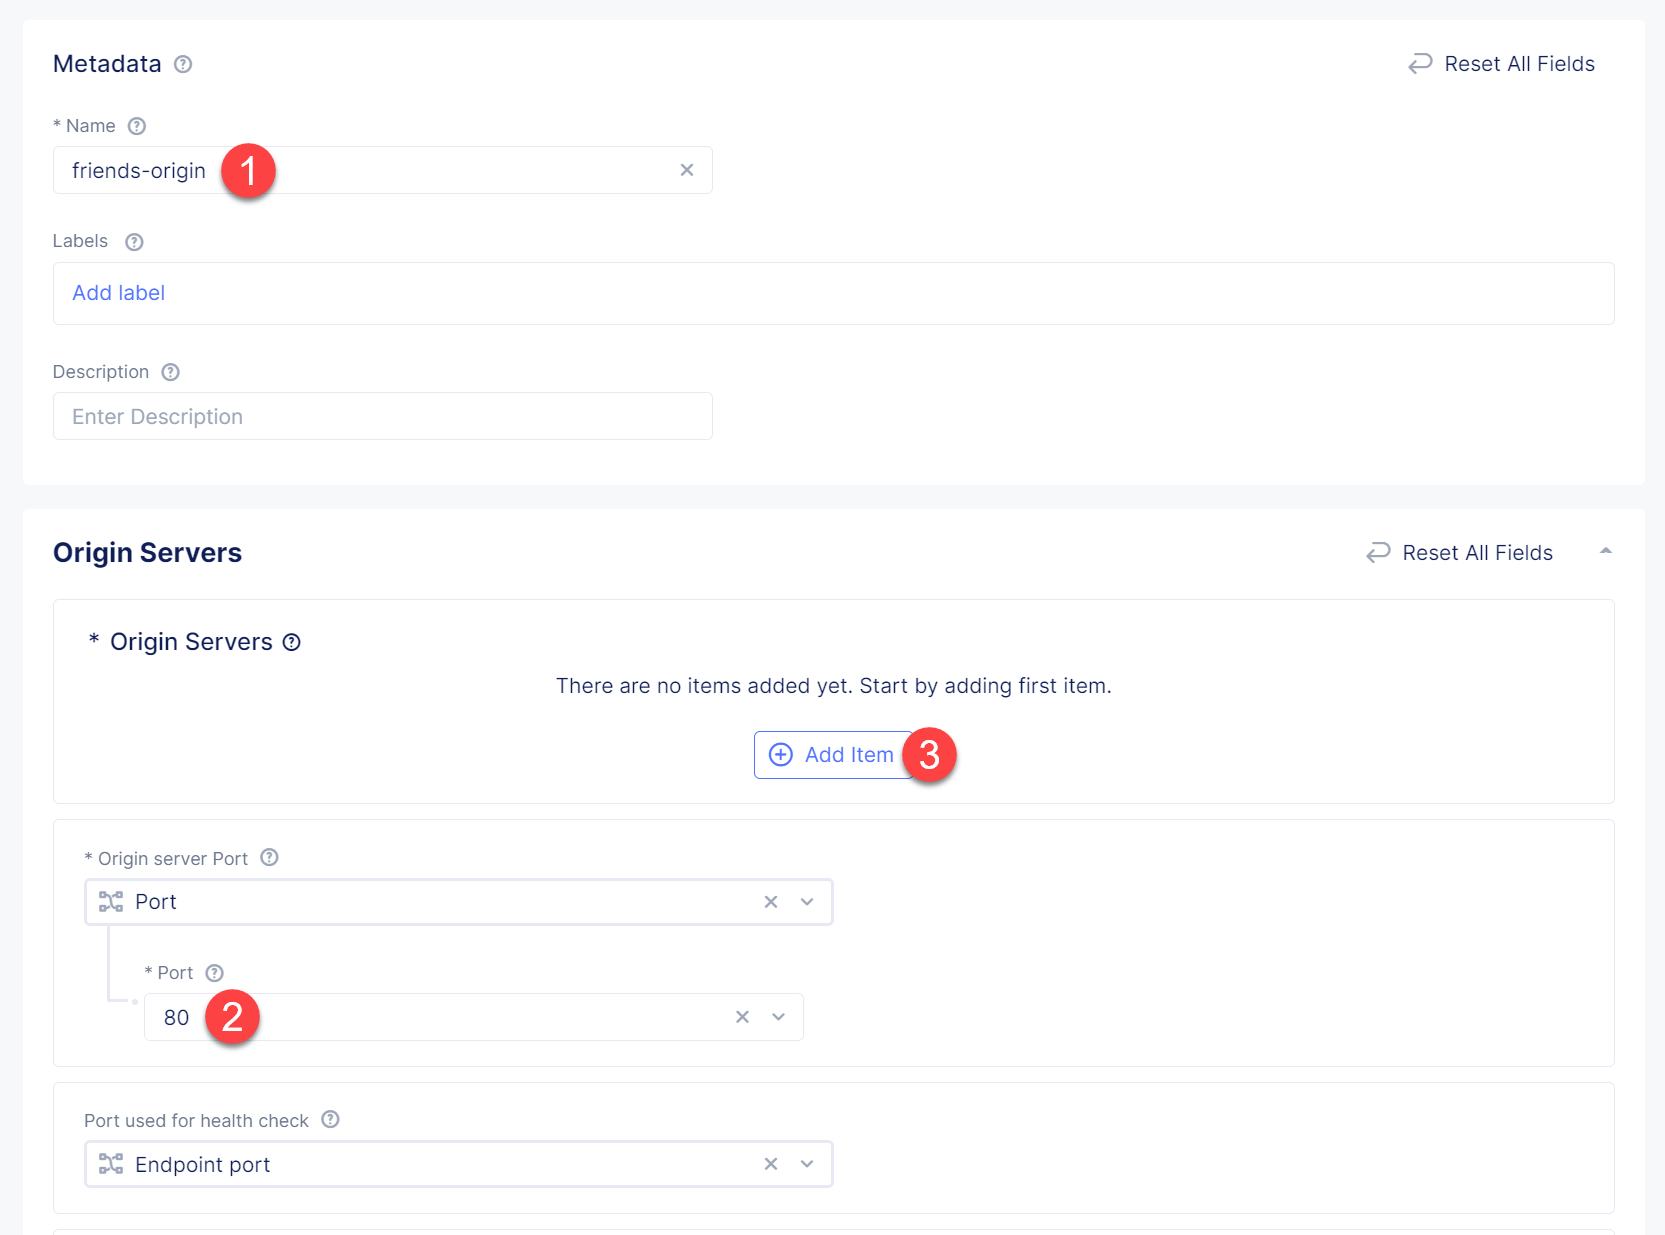 Metadata
Reset All Fields
* Name
friends-origin
1
Labels
Add label
Description
Enter Description
Origin Servers
Reset All Fields
* Origin Servers
There are no items added yet. Start by adding first item.
Add Item
3
* Origin server Port
Port
* Port
80
2
Port used for health check
Endpoint port